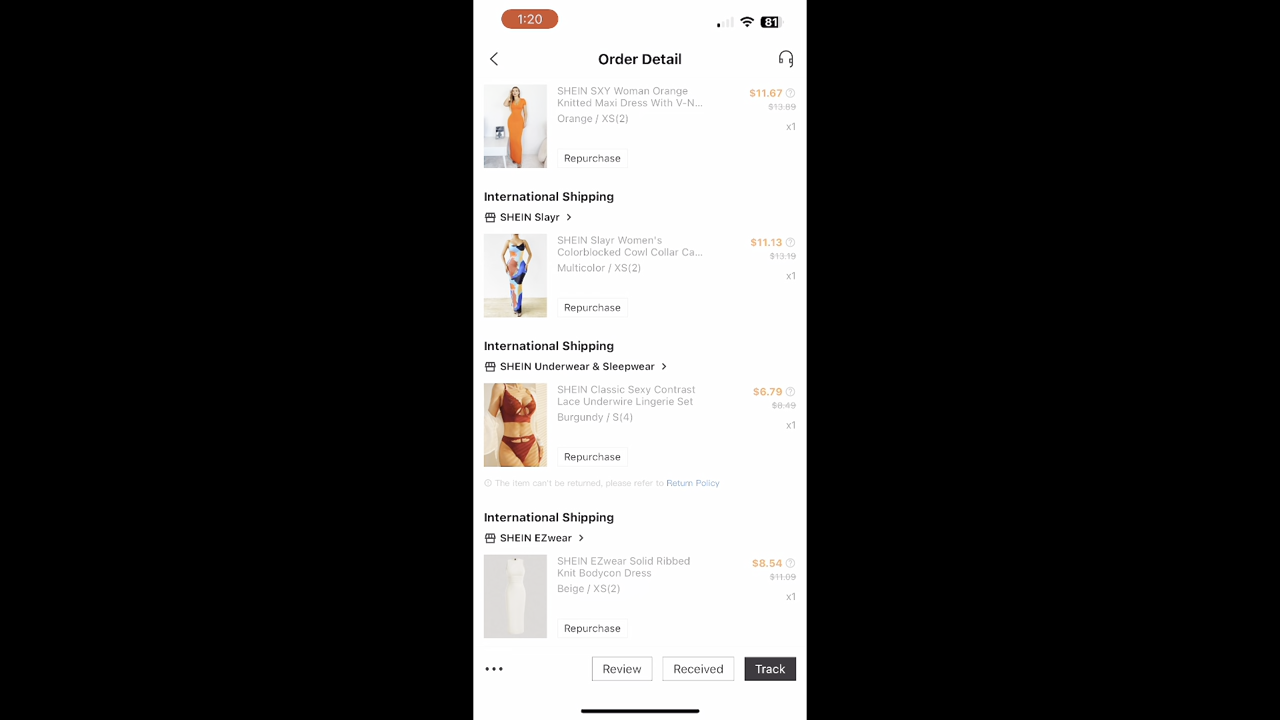 1:20
81
Order Detail
SHEIN SXY Woman Orange
Knitted Maxi Dress With V-N...
$11.67
$13.89
Orange / XS(2)
x1
Repurchase
International Shipping
SHEIN Slayr
SHEIN Slayr Women's
Colorblocked Cowl Collar Ca...
$11.13
$13.19
Multicolor / XS(2)
x1
Repurchase
International Shipping
SHEIN Underwear & Sleepwear
SHEIN Classic Sexy Contrast
Lace Underwire Lingerie Set
$6.79
$8.49
Burgundy / S(4)
x1
Repurchase
The item can't be returned, please refer to Return Policy
International Shipping
SHEIN EZwear
SHEIN EZwear Solid Ribbed
Knit Bodycon Dress
$8.54
$11.09
Beige / XS(2)
x1
Repurchase
Review
Received
Track